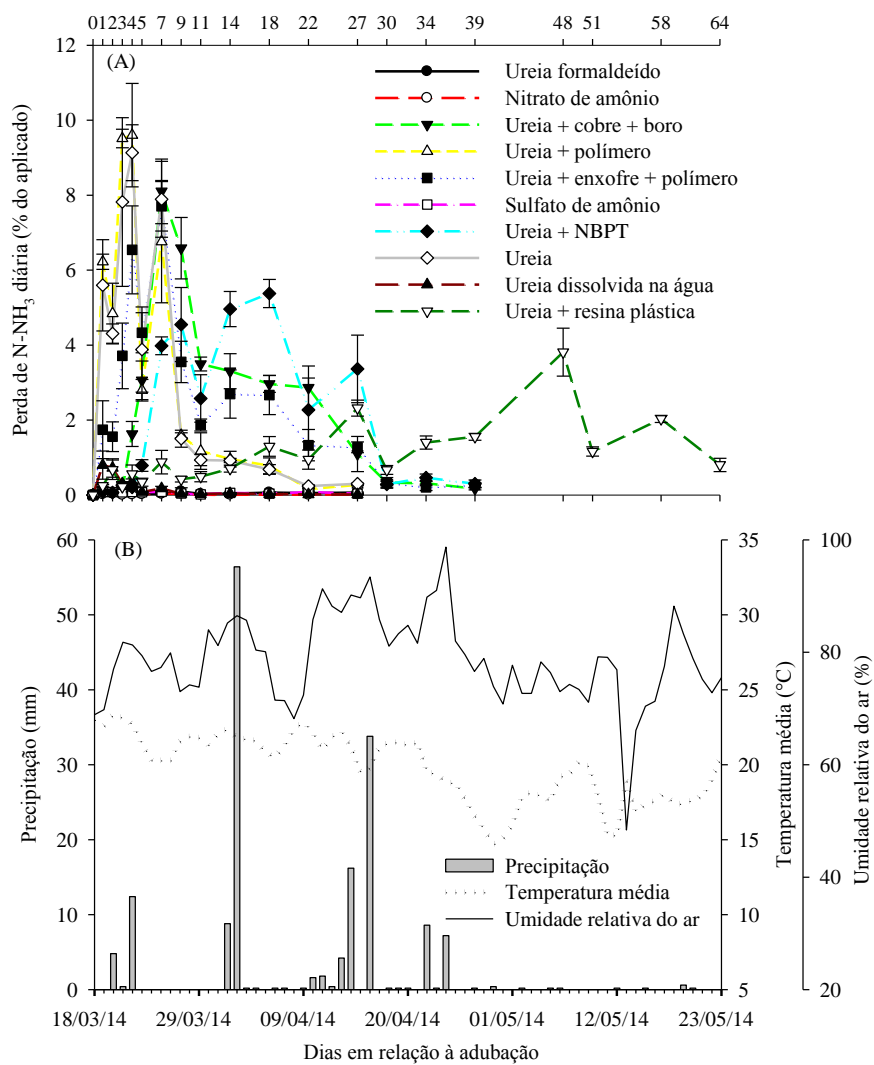 0 1 2 3 4 5 7 9 11 14 18 22 27 30 34 39 48 51 58 64
12
10
8
6
4
2
0
Perda de N-NH3 diária (% do aplicado)
(A)
Ureia formaldeído
Nitrato de amônio
Ureia + cobre + boro
Ureia + polímero
Ureia + enxofre + polímero
Sulfato de amônio
Ureia + NBPT
Ureia
Ureia dissolvida na água
Ureia + resina plástica
60
50
40
30
20
10
0
Precipitação (mm)
(B)
Precipitação
Temperatura média
Umidade relativa do ar
35
30
25
20
15
10
5
Temperatura média (°C)
100
80
60
40
20
Umidade relativa do ar (%)
18/03/14 29/03/14 09/04/14 20/04/14 01/05/14 12/05/14 23/05/14
Dias em relação à adubação